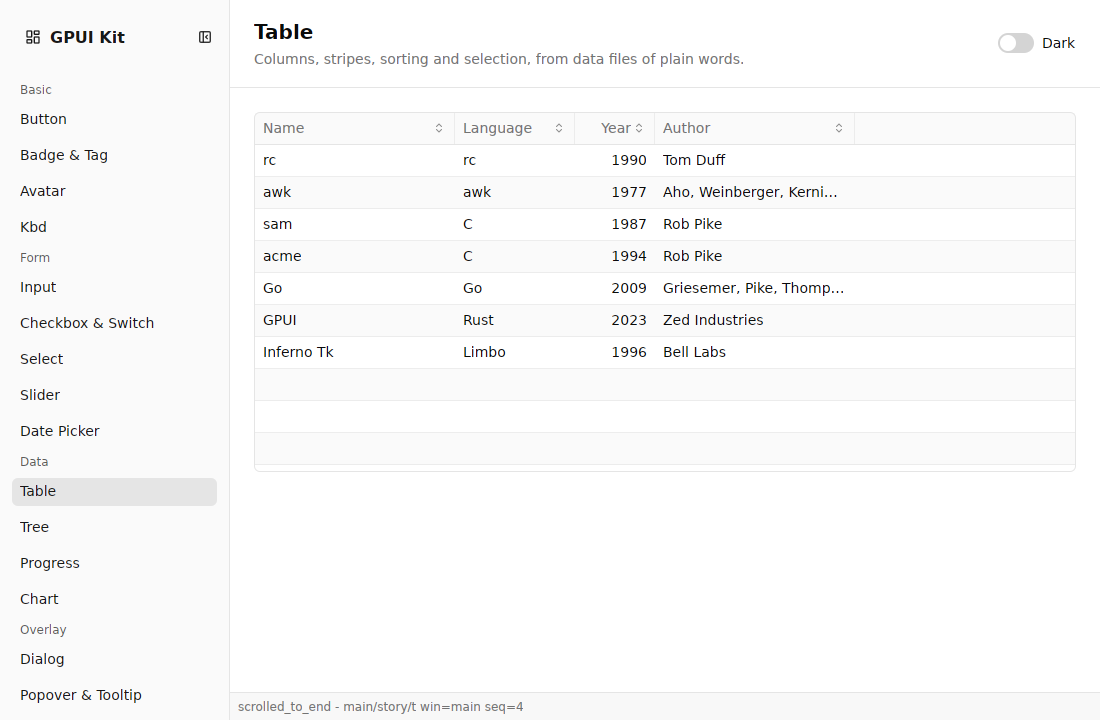 GPUI Kit
Basic
Button
Badge & Tag
Avatar
Kbd
Form
Input
Checkbox & Switch
Select
Slider
Date Picker
Data
Table
Tree
Progress
Chart
Overlay
Dialog
Popover & Tooltip
Table
Columns, stripes, sorting and selection, from data files of plain words.
Dark
Name Language Year Author
rc rc 1990 Tom Duff
awk awk 1977 Aho, Weinberger, Kerni...
sam C 1987 Rob Pike
acme C 1994 Rob Pike
Go Go 2009 Griesemer, Pike, Thomp...
GPUI Rust 2023 Zed Industries
Inferno Tk Limbo 1996 Bell Labs
scrolled_to_end - main/story/t win=main seq=4